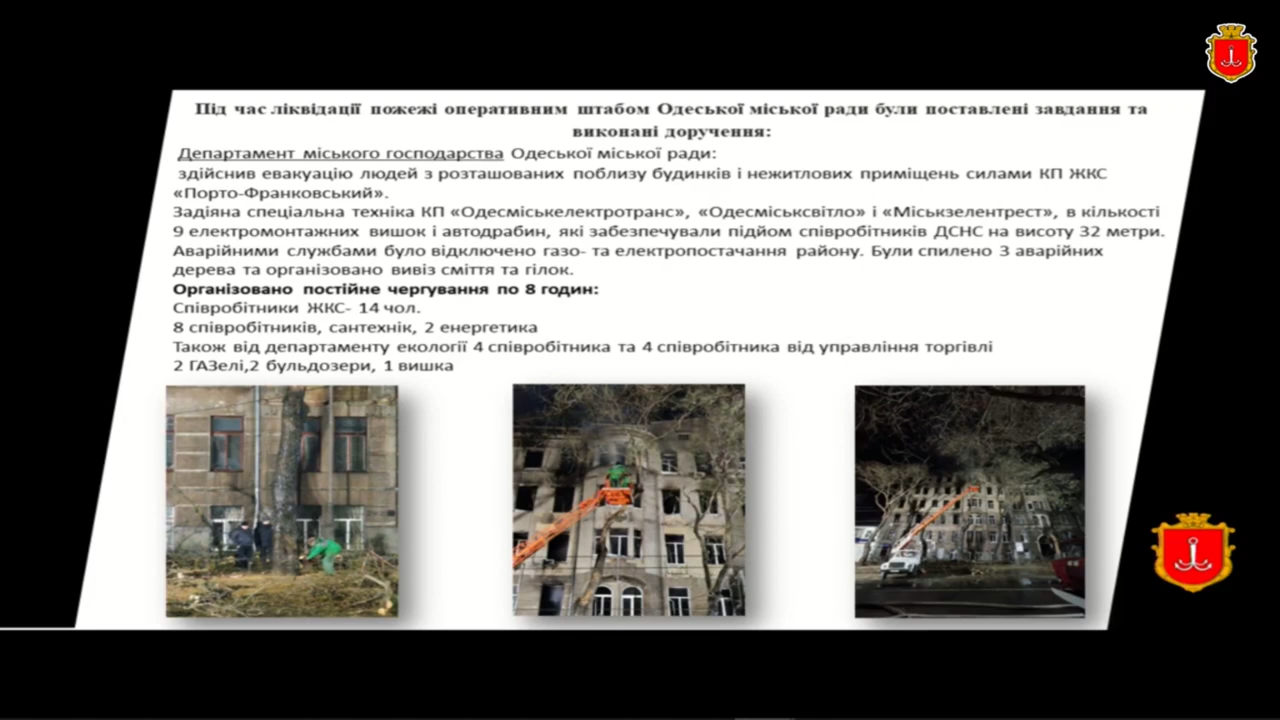 Під час ліквідації пожежі оперативним штабом Одеської міської ради були поставлені завдання та
виконані доручення:
Департамент міського господарства Одеської міської ради:
здійснив евакуацію людей з розташованих поблизу будинків і нежитлових приміщень силами КП ЖКС
«Порто-Франковський».
Задіяна спеціальна техніка КП «Одесміськелектротранс», «Одесміськсвітло» і «Міськзелентрест», в кількості
9 електромонтажних вишок і автодрабин, які забезпечували підйом співробітників ДСНС на висоту 32 метри.
Аварійними службами було відключено газо- та електропостачання району. Були спилено 3 аварійних
дерева та організовано вивіз сміття та гілок.
Організовано постійне чергування по 8 годин:
Співробітники ЖКС- 14 чол.
8 співробітників, сантехнік, 2 енергетика
Також від департаменту екології 4 співробітника та 4 співробітника від управління торгівлі
2 ГАЗелі,2 бульдозери, 1 вишка